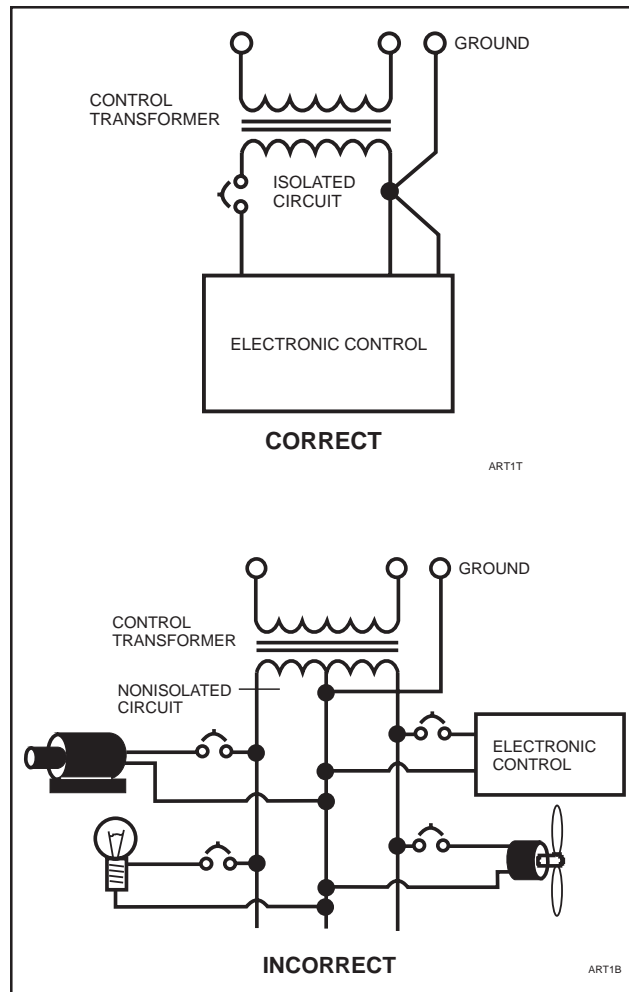 GROUND
CONTROL
TRANSFORMER
ISOLATED
CIRCUIT
ELECTRONIC CONTROL
CORRECT
ART1T
GROUND
CONTROL
TRANSFORMER
NONISOLATED
CIRCUIT
ELECTRONIC
CONTROL
INCORRECT
ART1B